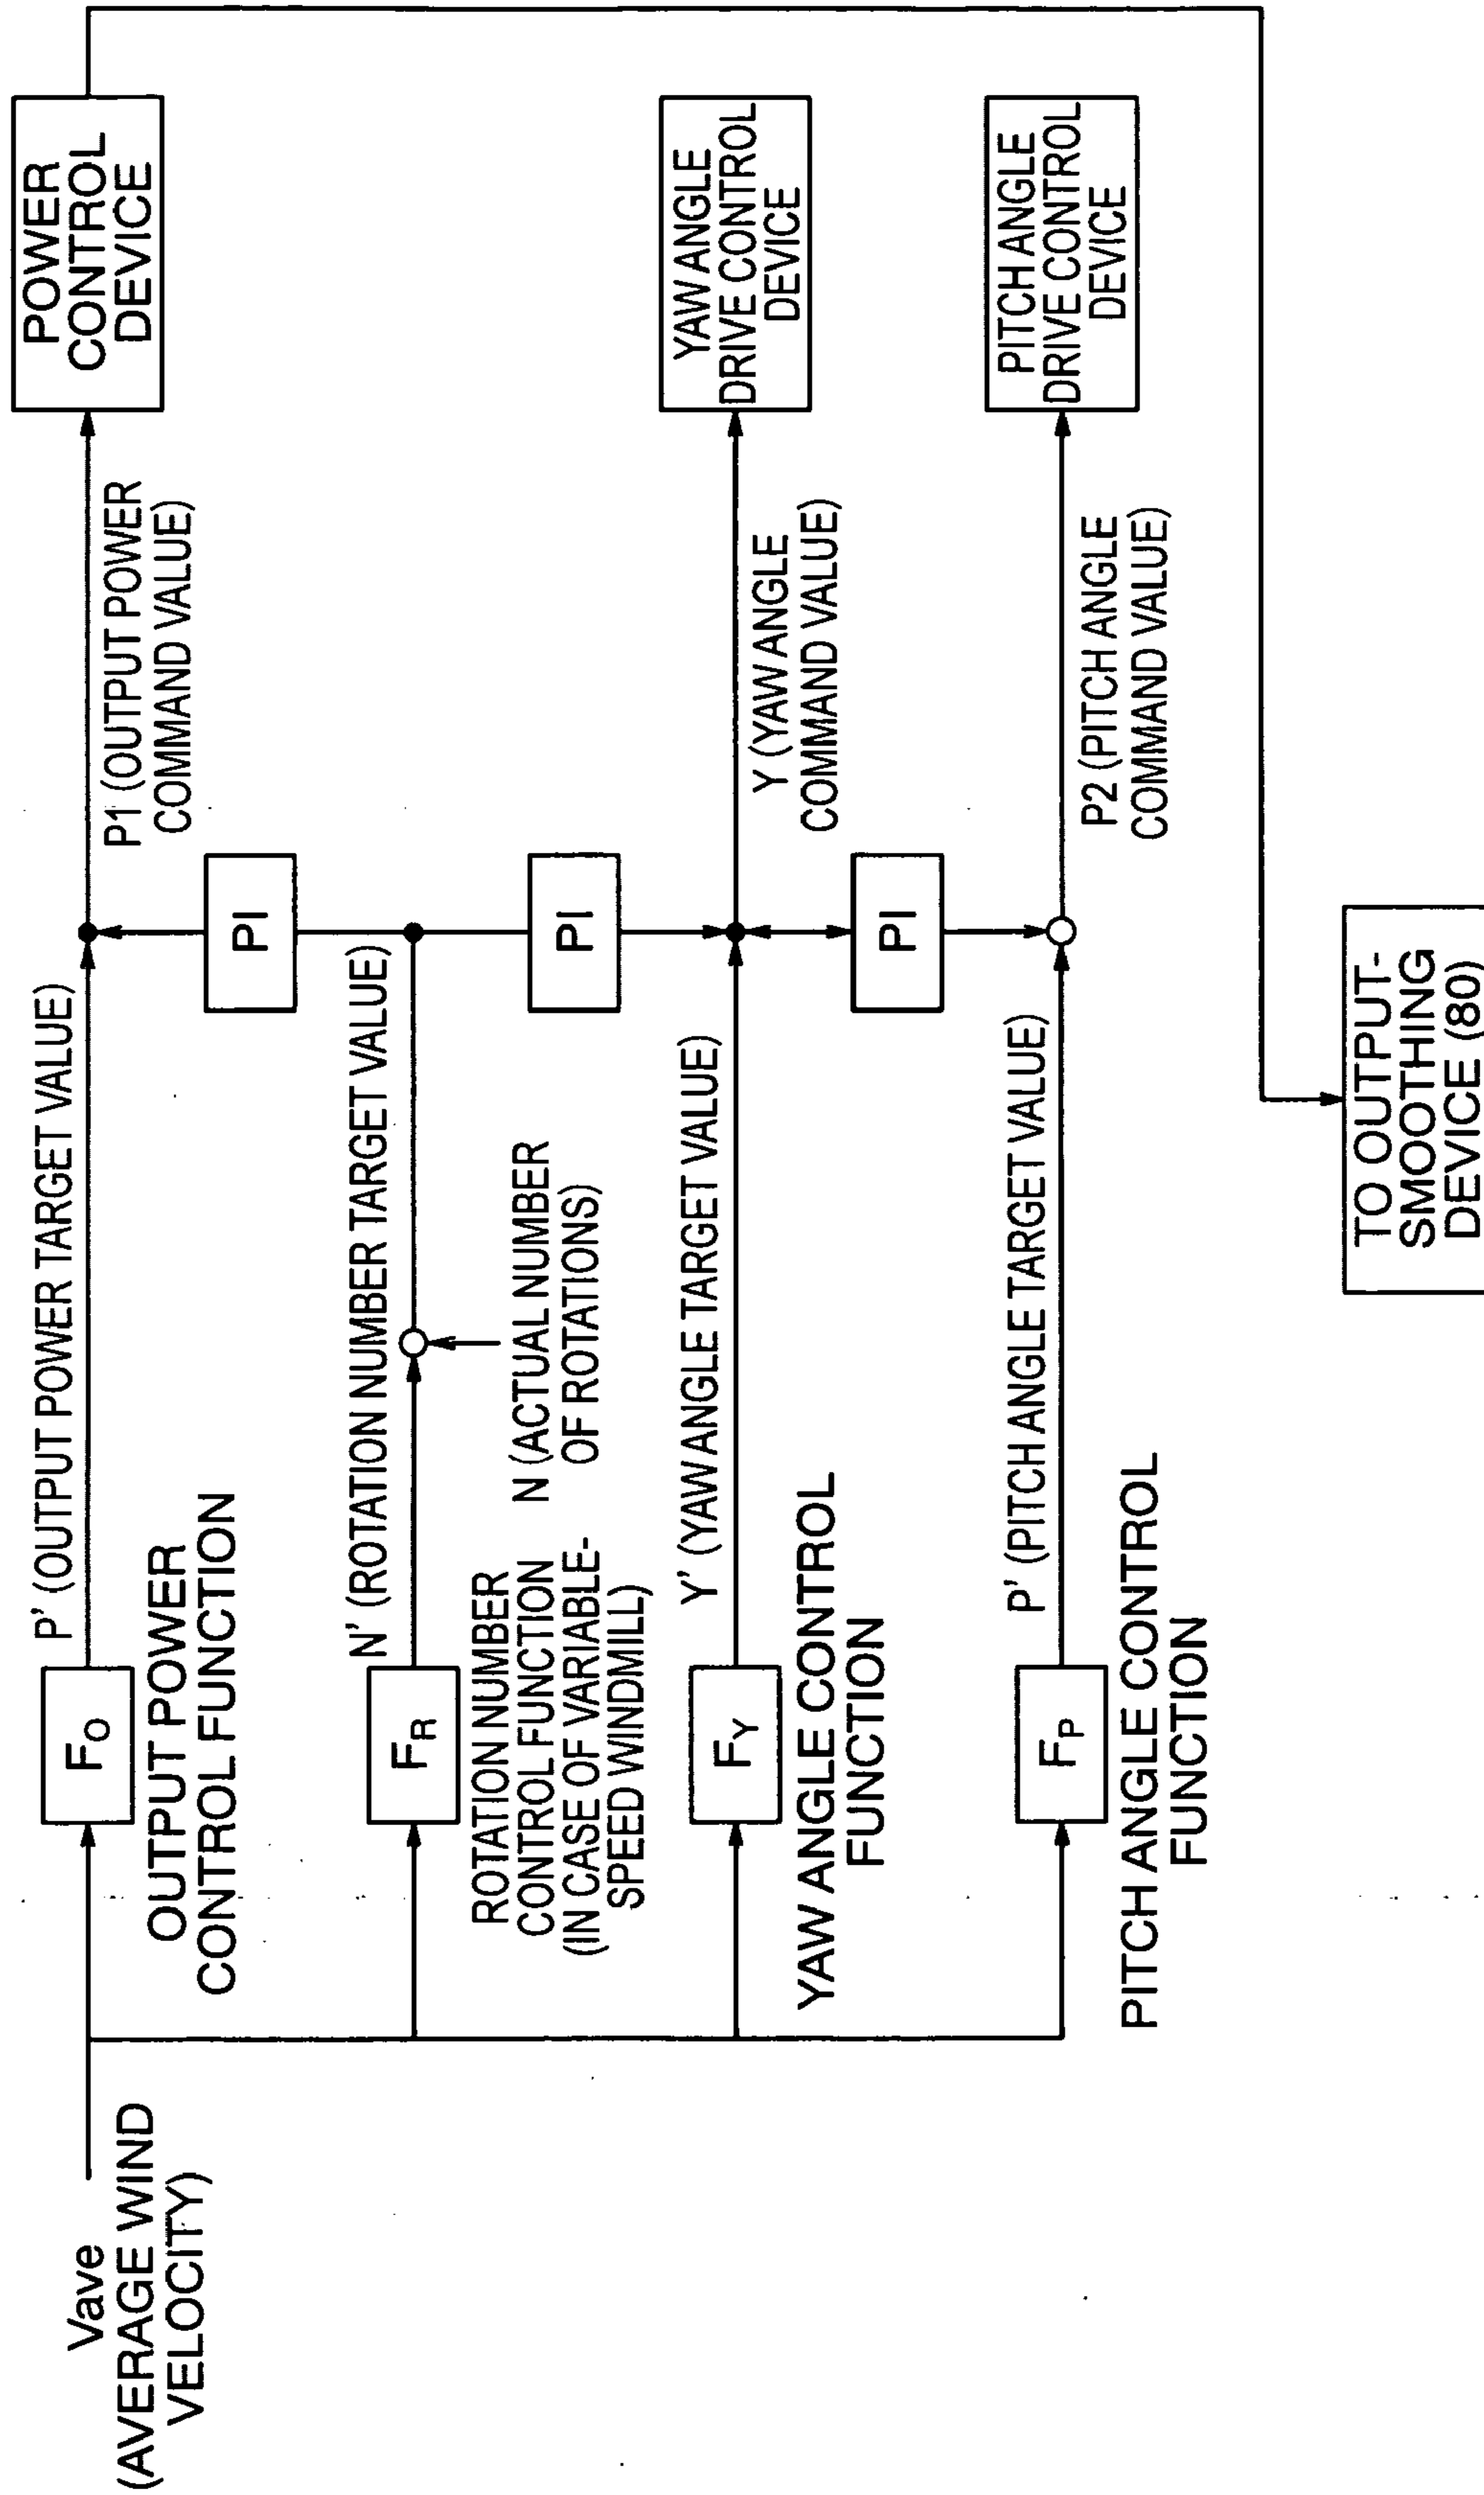 Vave
(AVERAGE WIND
VELOCITY)
FO
OUTPUT POWER
CONTROL FUNCTION
P' (OUTPUT POWER TARGET VALUE)
PI
P1 (OUTPUT POWER
COMMAND VALUE)
POWER
CONTROL
DEVICE
FR
ROTATION NUMBER
CONTROL FUNCTION
(IN CASE OF VARIABLE-
SPEED WINDMILL)
N' (ROTATION NUMBER TARGET VALUE)
N (ACTUAL NUMBER
OF ROTATIONS)
PI
FY
YAW ANGLE CONTROL
FUNCTION
Y' (YAW ANGLE TARGET VALUE)
Y (YAW ANGLE
COMMAND VALUE)
YAW ANGLE
DRIVE CONTROL
DEVICE
PI
FP
PITCH ANGLE CONTROL
FUNCTION
P' (PITCH ANGLE TARGET VALUE)
P2 (PITCH ANGLE
COMMAND VALUE)
PITCH ANGLE
DRIVE CONTROL
DEVICE
TO OUTPUT-
SMOOTHING
DEVICE (80)